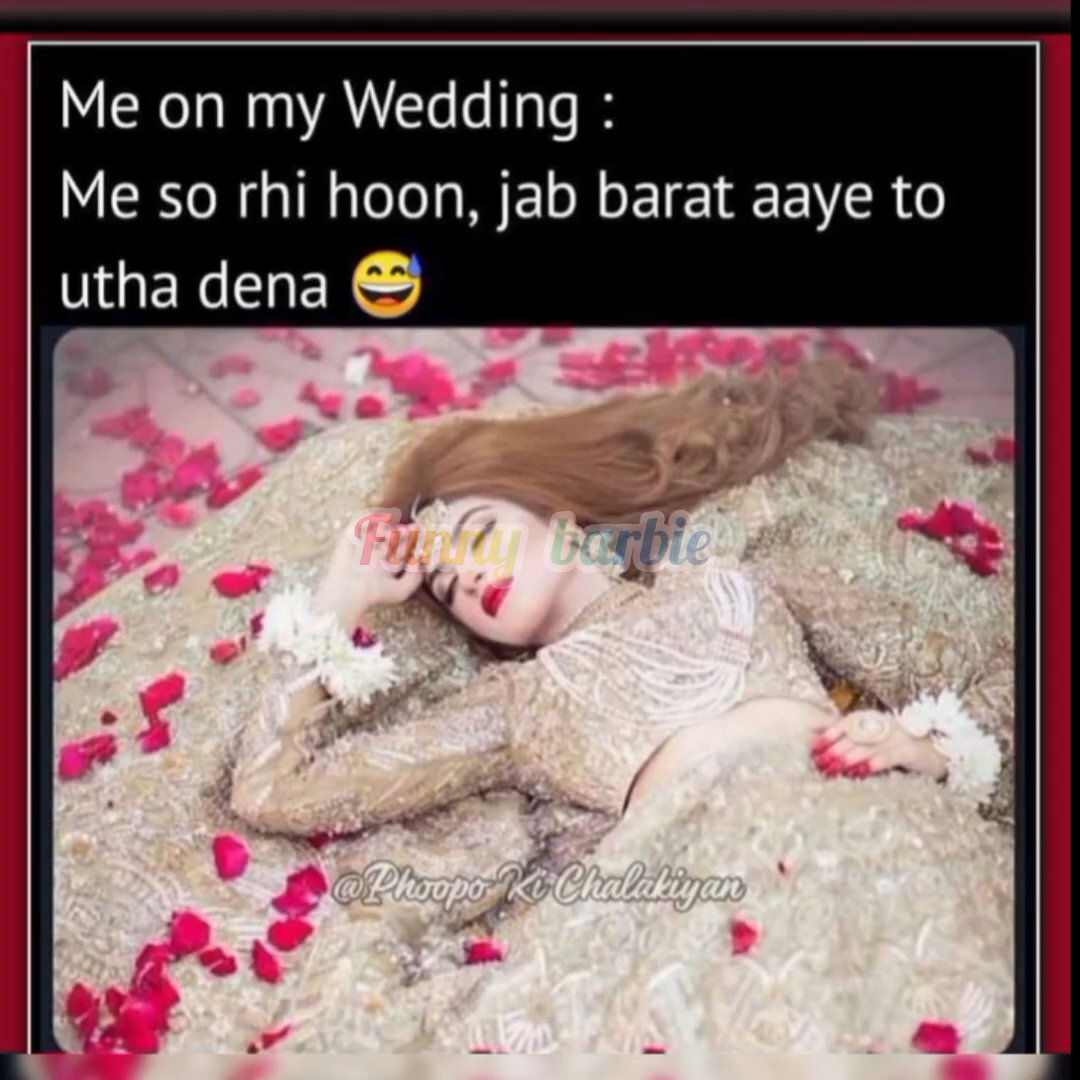 Me on my Wedding :
Me so rhi hoon, jab barat aaye to
utha dena 😅
Funny barbie
@Phoopo Ki Chalakiyan